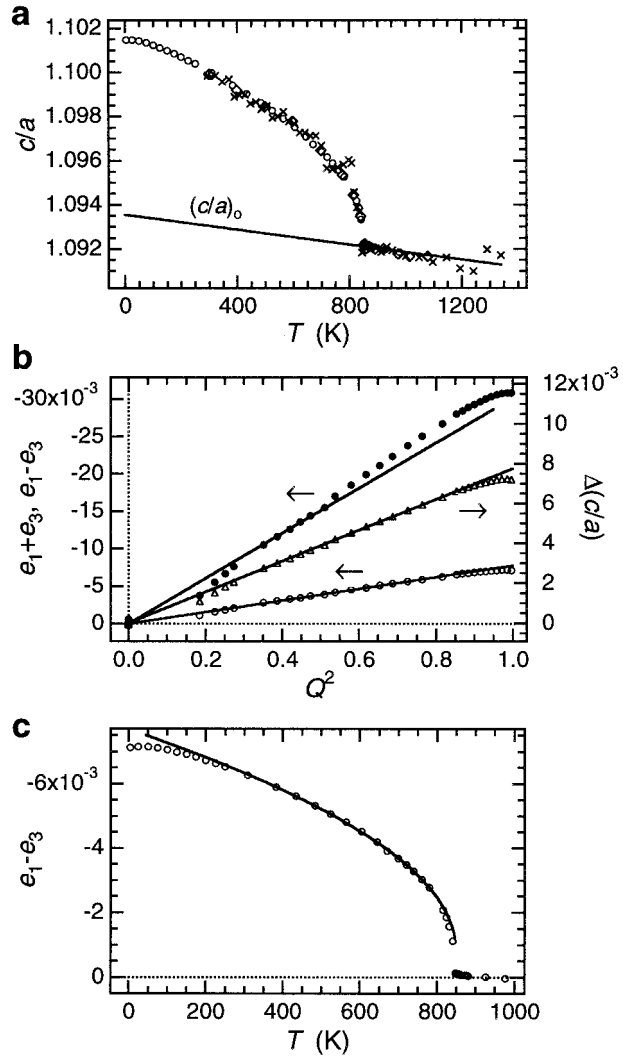 a
1.102
1.100
1.098
1.096
1.094
1.092
c/a
(c/a)o
0 400 800 1200
T (K)
b
-30x10-3
-25
-20
-15
-10
-5
0
e1+e3, e1-e3
12x10-3
10
8
6
4
2
0
Δ(c/a)
0.0 0.2 0.4 0.6 0.8 1.0
Q2
c
-6x10-3
-4
-2
0
e1-e3
0 200 400 600 800 1000
T (K)